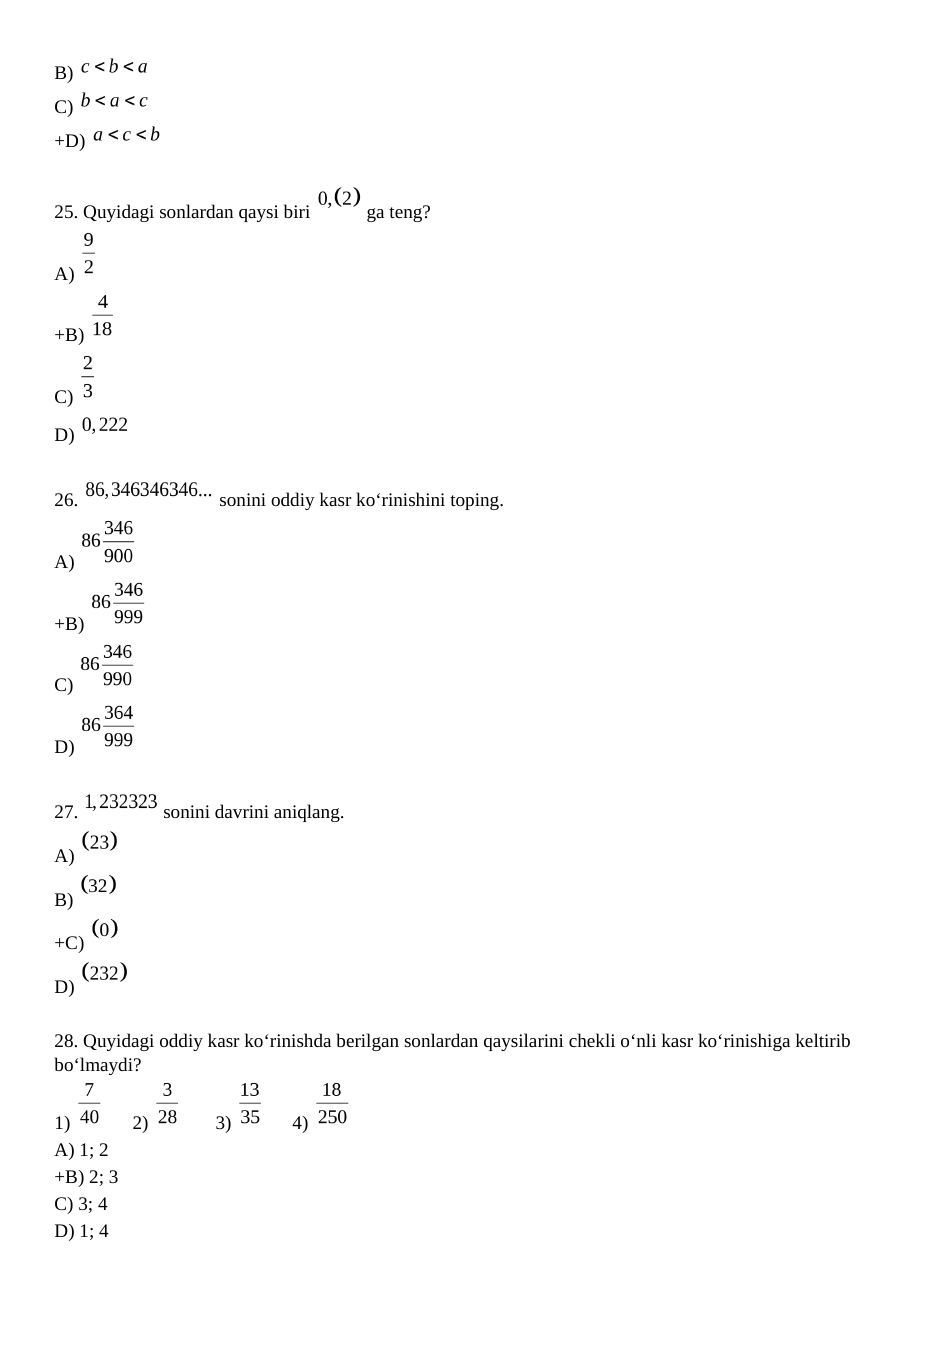 B) c < b < a
C) b < a < c
+D) a < c < b
25. Quyidagi sonlardan qaysi biri 0,(2) ga teng?
A) 9/2
+B) 4/18
C) 2/3
D) 0,222
26. 86,346346346... sonini oddiy kasr ko‘rinishini toping.
A) 86 346/900
+B) 86 346/999
C) 86 346/990
D) 86 364/999
27. 1,232323 sonini davrini aniqlang.
A) (23)
B) (32)
+C) (0)
D) (232)
28. Quyidagi oddiy kasr ko‘rinishda berilgan sonlardan qaysilarini chekli o‘nli kasr ko‘rinishiga keltirib
bo‘lmaydi?
1) 7/40 2) 3/28 3) 13/35 4) 18/250
A) 1; 2
+B) 2; 3
C) 3; 4
D) 1; 4